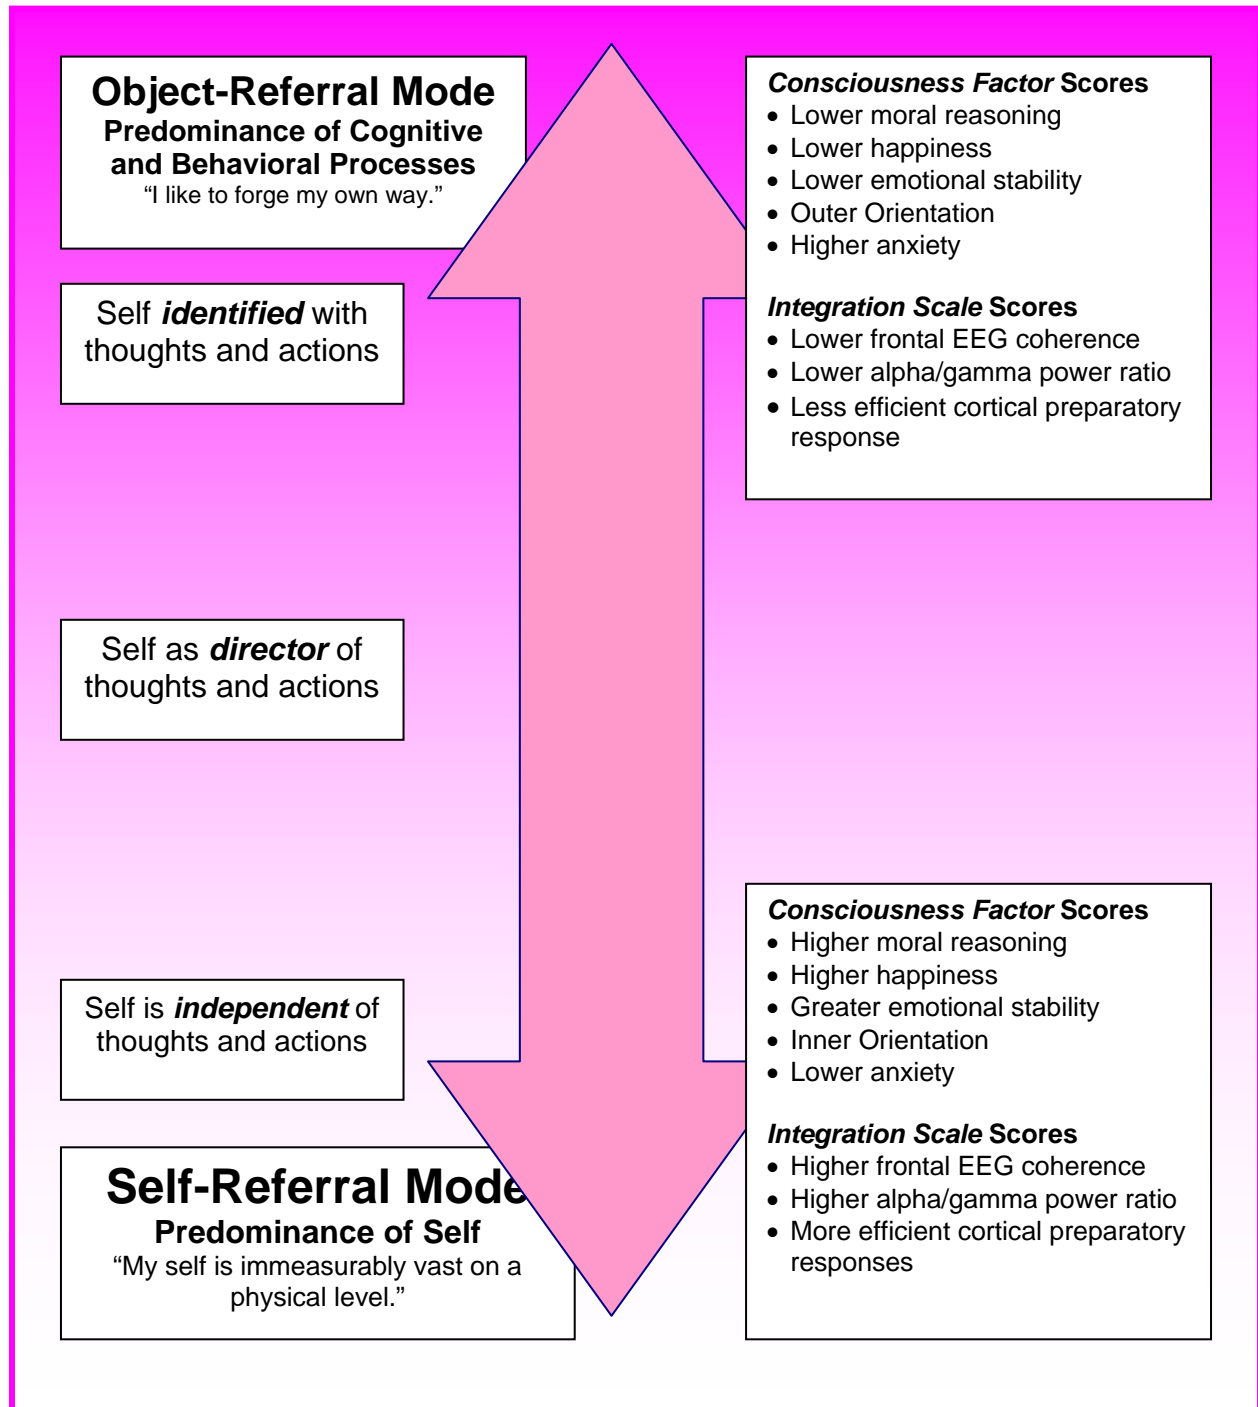 Object-Referral Mode
Predominance of Cognitive
and Behavioral Processes
“I like to forge my own way.”
Self identified with
thoughts and actions
Self as director of
thoughts and actions
Self is independent of
thoughts and actions
Self-Referral Mode
Predominance of Self
“My self is immeasurably vast on a
physical level.”
Consciousness Factor Scores
• Lower moral reasoning
• Lower happiness
• Lower emotional stability
• Outer Orientation
• Higher anxiety
Integration Scale Scores
• Lower frontal EEG coherence
• Lower alpha/gamma power ratio
• Less efficient cortical preparatory
response
Consciousness Factor Scores
• Higher moral reasoning
• Higher happiness
• Greater emotional stability
• Inner Orientation
• Lower anxiety
Integration Scale Scores
• Higher frontal EEG coherence
• Higher alpha/gamma power ratio
• More efficient cortical preparatory
responses